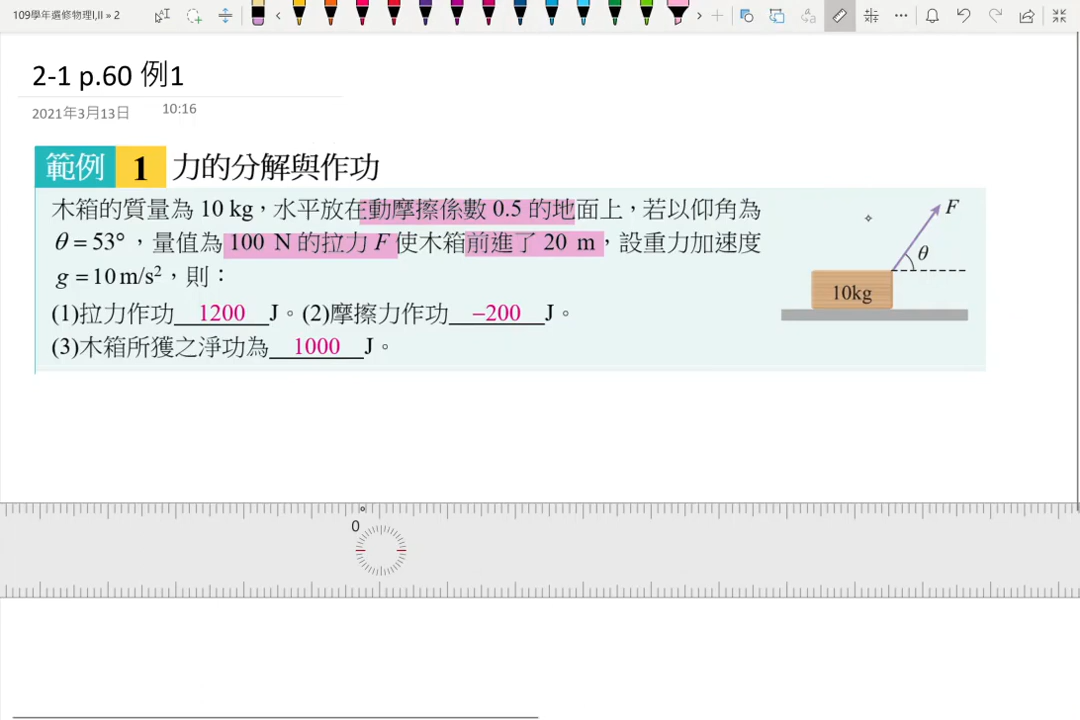 109學年選修物理I,II » 2
2-1 p.60 例1
2021年3月13日 10:16
範例 1 力的分解與作功
木箱的質量為 10 kg，水平放在動摩擦係數 0.5 的地面上，若以仰角為
θ = 53°，量值為 100 N 的拉力 F 使木箱前進了 20 m，設重力加速度
g = 10 m/s²，則：
(1)拉力作功 1200 J。(2)摩擦力作功 −200 J。
(3)木箱所獲之淨功為 1000 J。
F
θ
10kg
0